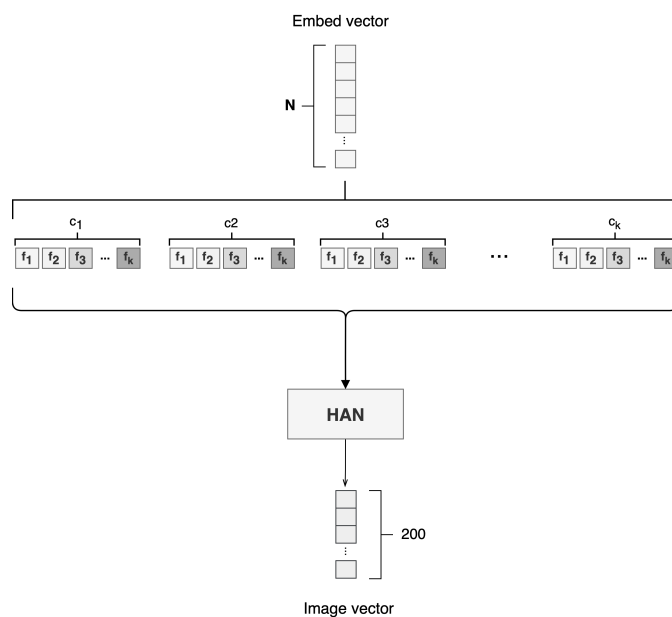 Embed vector
N
...
c1 c2 c3 ck
f1 f2 f3 ... fk f1 f2 f3 ... fk f1 f2 f3 ... fk ... f1 f2 f3 ... fk
HAN
...
200
Image vector